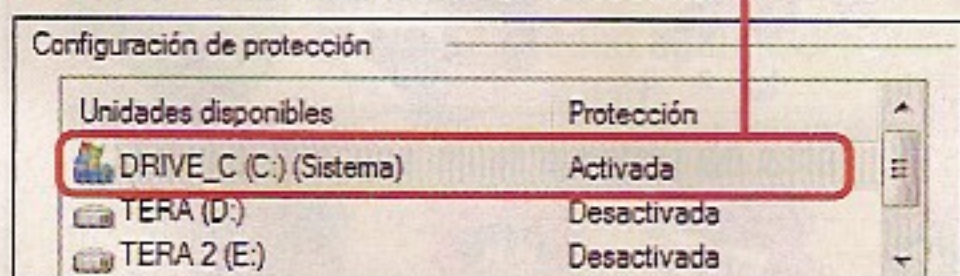 Configuración de protección
Unidades disponibles Protección
DRIVE_C (C:) (Sistema) Activada
TERA (D:) Desactivada
TERA 2 (E:) Desactivada